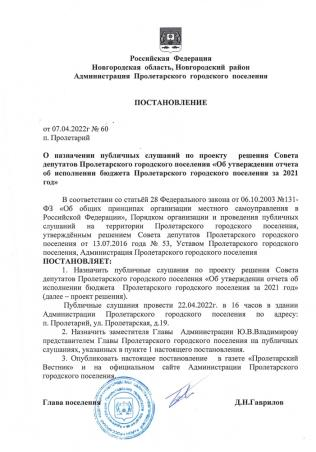 Российская Федерация
Новгородская область, Новгородский район
Администрация Пролетарского городского поселения
ПОСТАНОВЛЕНИЕ
от 07.04.2022г № 60
п. Пролетарий
О назначении публичных слушаний по проекту решения Совета
депутатов Пролетарского городского поселения «Об утверждении отчета
об исполнении бюджета Пролетарского городского поселения за 2021
год»
В соответствии со статьёй 28 Федерального закона от 06.10.2003 №131-
ФЗ «Об общих принципах организации местного самоуправления в
Российской Федерации», Порядком организации и проведения публичных
слушаний на территории Пролетарского городского поселения,
утверждённым решением Совета депутатов Пролетарского городского
поселения от 13.07.2016 года № 53, Уставом Пролетарского городского
поселения, Администрация Пролетарского городского поселения
ПОСТАНОВЛЯЕТ:
1. Назначить публичные слушания по проекту решения Совета
депутатов Пролетарского городского поселения «Об утверждении отчета об
исполнении бюджета Пролетарского городского поселения за 2021 год»
(далее – проект решения).
Публичные слушания провести 22.04.2022г. в 16 часов в здании
Администрации Пролетарского городского поселения по адресу:
п. Пролетарий, ул. Пролетарская, д.19.
2. Назначить заместителя Главы Администрации Ю.В.Владимирову
представителем Главы Пролетарского городского поселения на публичных
слушаниях, указанных в пункте 1 настоящего постановления.
3. Опубликовать настоящее постановление в газете «Пролетарский
Вестник» и на официальном сайте Администрации Пролетарского
городского поселения.
Глава поселения Д.Н.Гаврилов